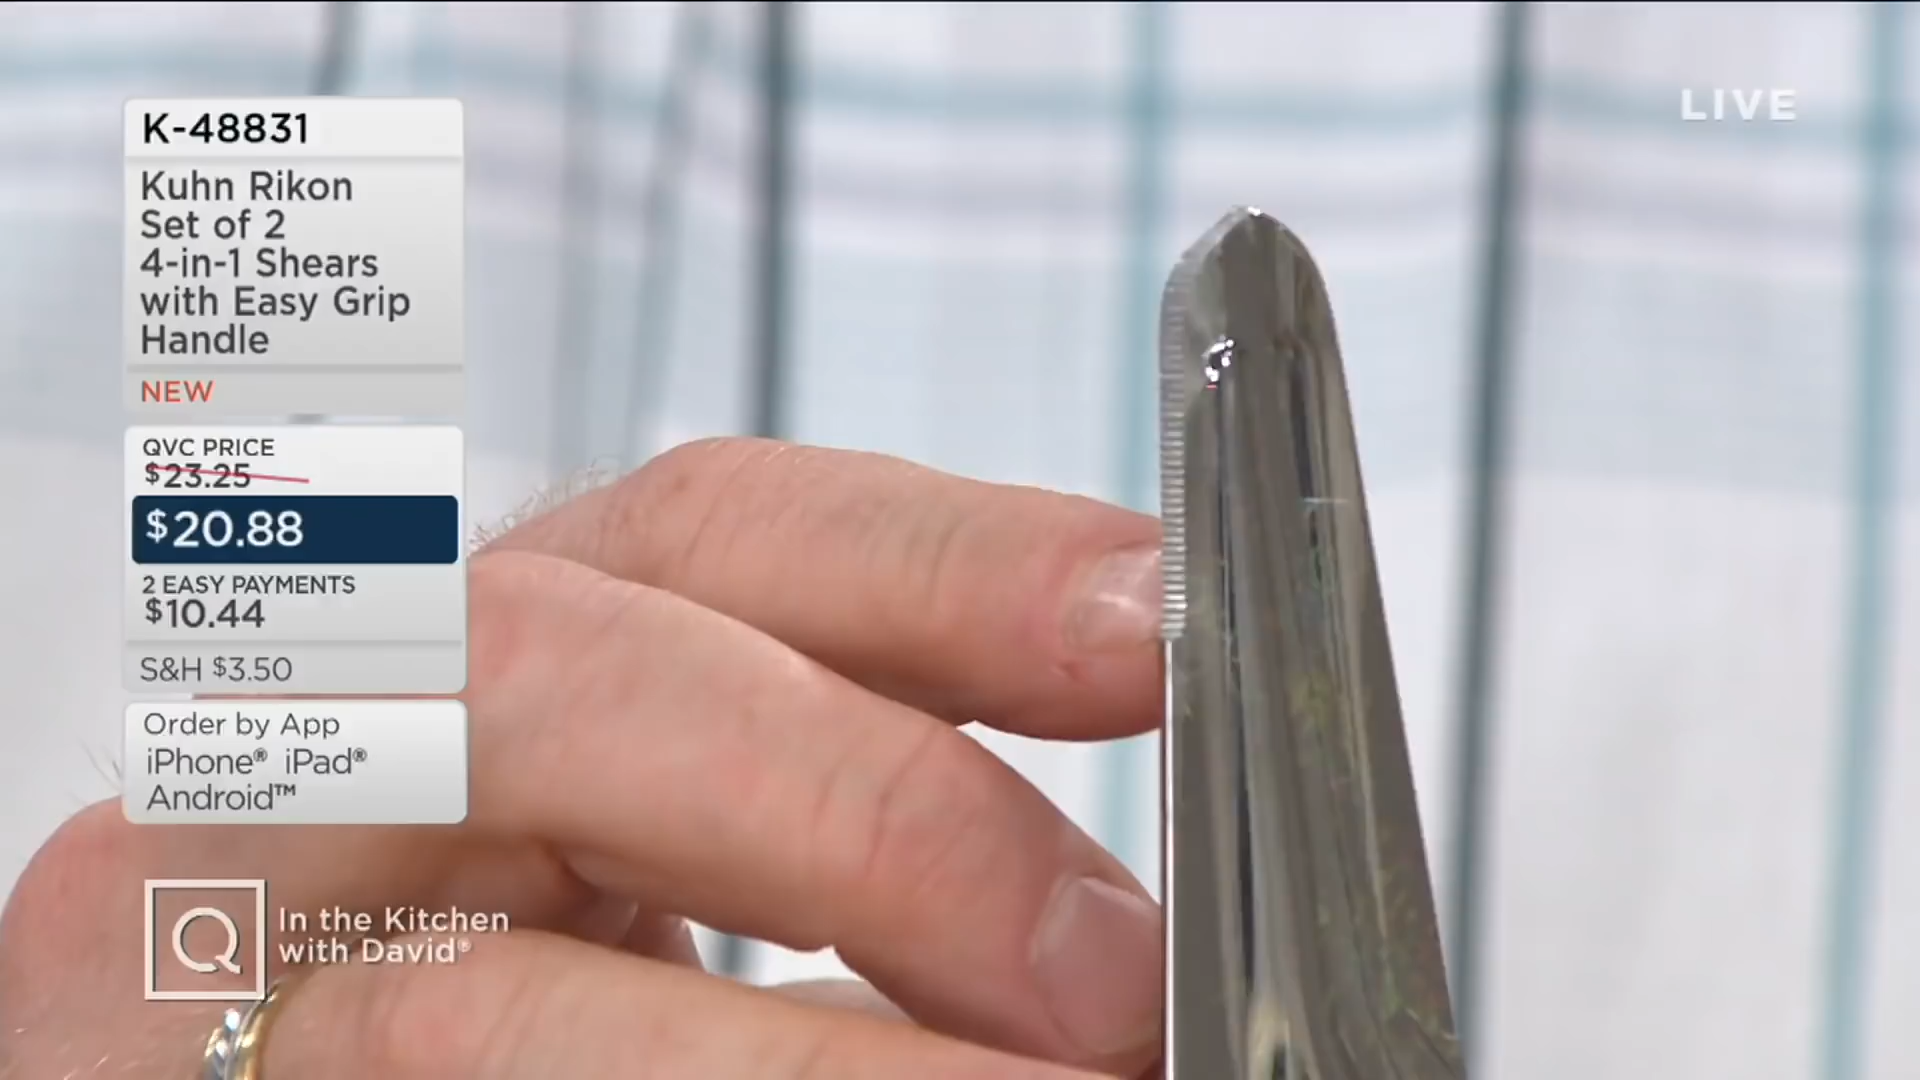 K-48831
Kuhn Rikon
Set of 2
4-in-1 Shears
with Easy Grip
Handle
NEW
QVC PRICE
$23.25
$20.88
2 EASY PAYMENTS
$10.44
S&H $3.50
Order by App
iPhone® iPad®
Android™
Q
In the Kitchen
with David®
LIVE